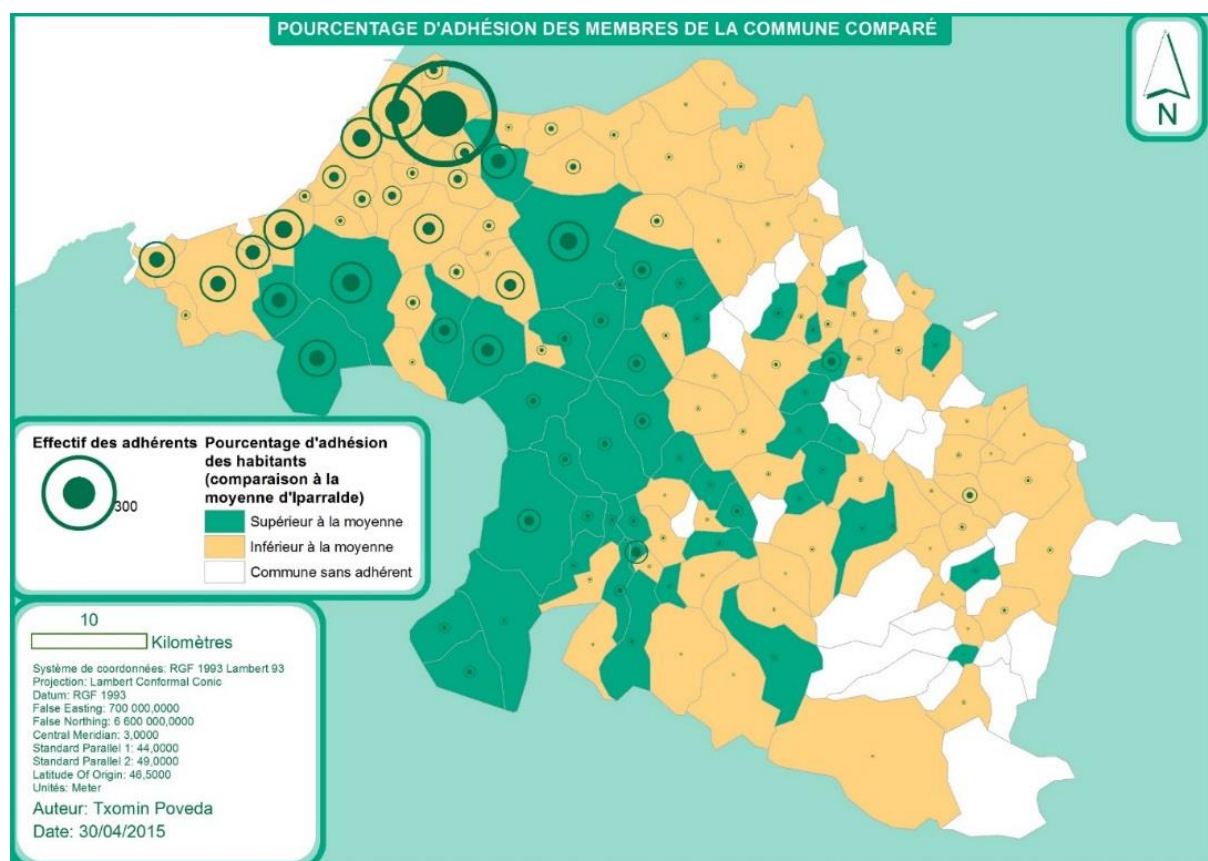 POURCENTAGE D'ADHÉSION DES MEMBRES DE LA COMMUNE COMPARÉ
N
Effectif des adhérents
300
Pourcentage d'adhésion
des habitants
(comparaison à la
moyenne d'Iparralde)
Supérieur à la moyenne
Inférieur à la moyenne
Commune sans adhérent
10
Kilomètres
Système de coordonnées: RGF 1993 Lambert 93
Projection: Lambert Conformal Conic
Datum: RGF 1993
False Easting: 700 000,0000
False Northing: 6 600 000,0000
Central Meridian: 3,0000
Standard Parallel 1: 44,0000
Standard Parallel 2: 49,0000
Latitude Of Origin: 46,5000
Unités: Meter
Auteur: Txomin Poveda
Date: 30/04/2015